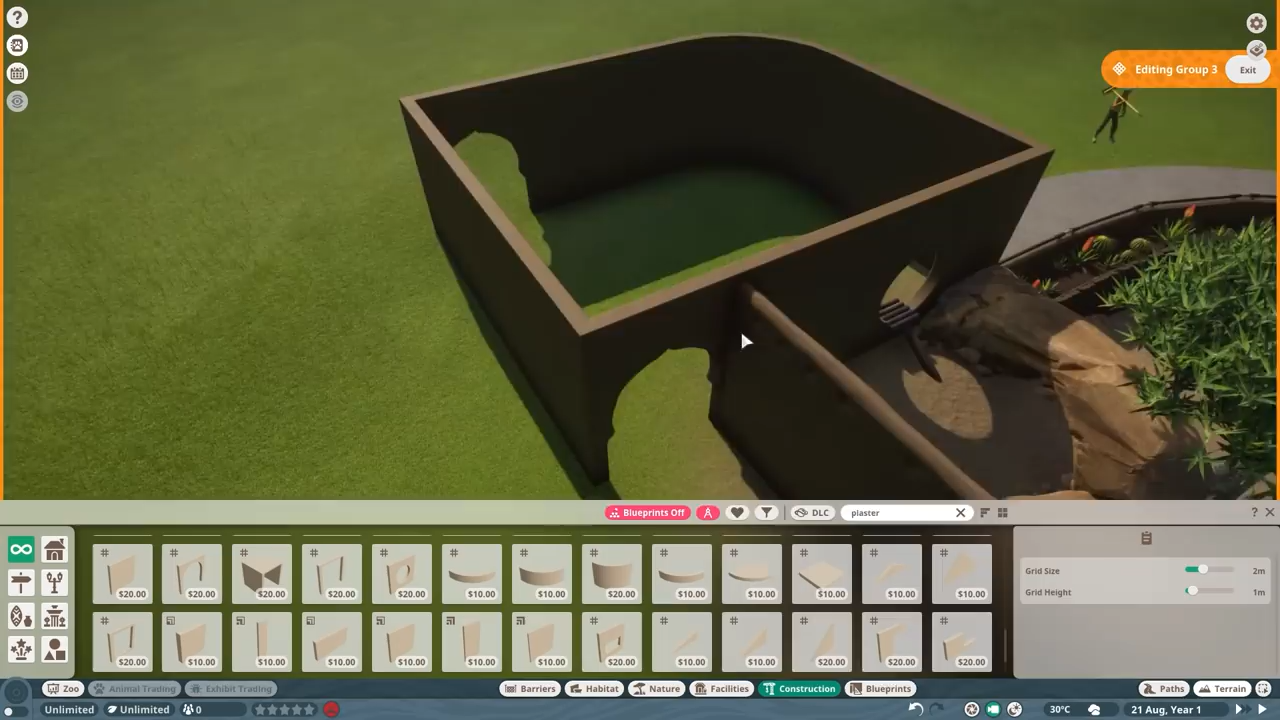 ?
Editing Group 3 Exit
Blueprints Off DLC plaster ? 
$20.00 $20.00 $20.00 $20.00 $20.00 $10.00 $20.00 $20.00 $10.00 $10.00 $10.00 $10.00 $10.00
Grid Size 2m
Grid Height 1m
$20.00 $10.00 $10.00 $10.00 $10.00 $10.00 $10.00 $20.00 $10.00 $10.00 $20.00 $20.00 $20.00
Zoo Animal Trading Exhibit Trading Barriers Habitat Nature Facilities Construction Blueprints Paths Terrain
Unlimited Unlimited 0 30°C 21 Aug, Year 1